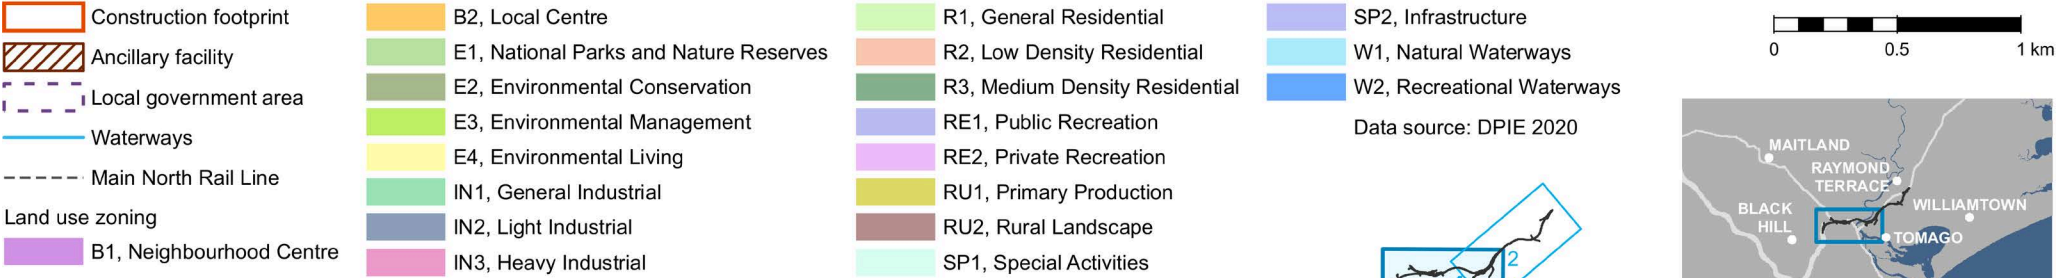 Construction footprint
Ancillary facility
Local government area
Waterways
Main North Rail Line
Land use zoning
B1, Neighbourhood Centre
B2, Local Centre
E1, National Parks and Nature Reserves
E2, Environmental Conservation
E3, Environmental Management
E4, Environmental Living
IN1, General Industrial
IN2, Light Industrial
IN3, Heavy Industrial
R1, General Residential
R2, Low Density Residential
R3, Medium Density Residential
RE1, Public Recreation
RE2, Private Recreation
RU1, Primary Production
RU2, Rural Landscape
SP1, Special Activities
SP2, Infrastructure
W1, Natural Waterways
W2, Recreational Waterways
Data source: DPIE 2020
2
0 0.5 1 km
MAITLAND
RAYMOND
TERRACE
BLACK
HILL
WILLIAMTOWN
TOMAGO